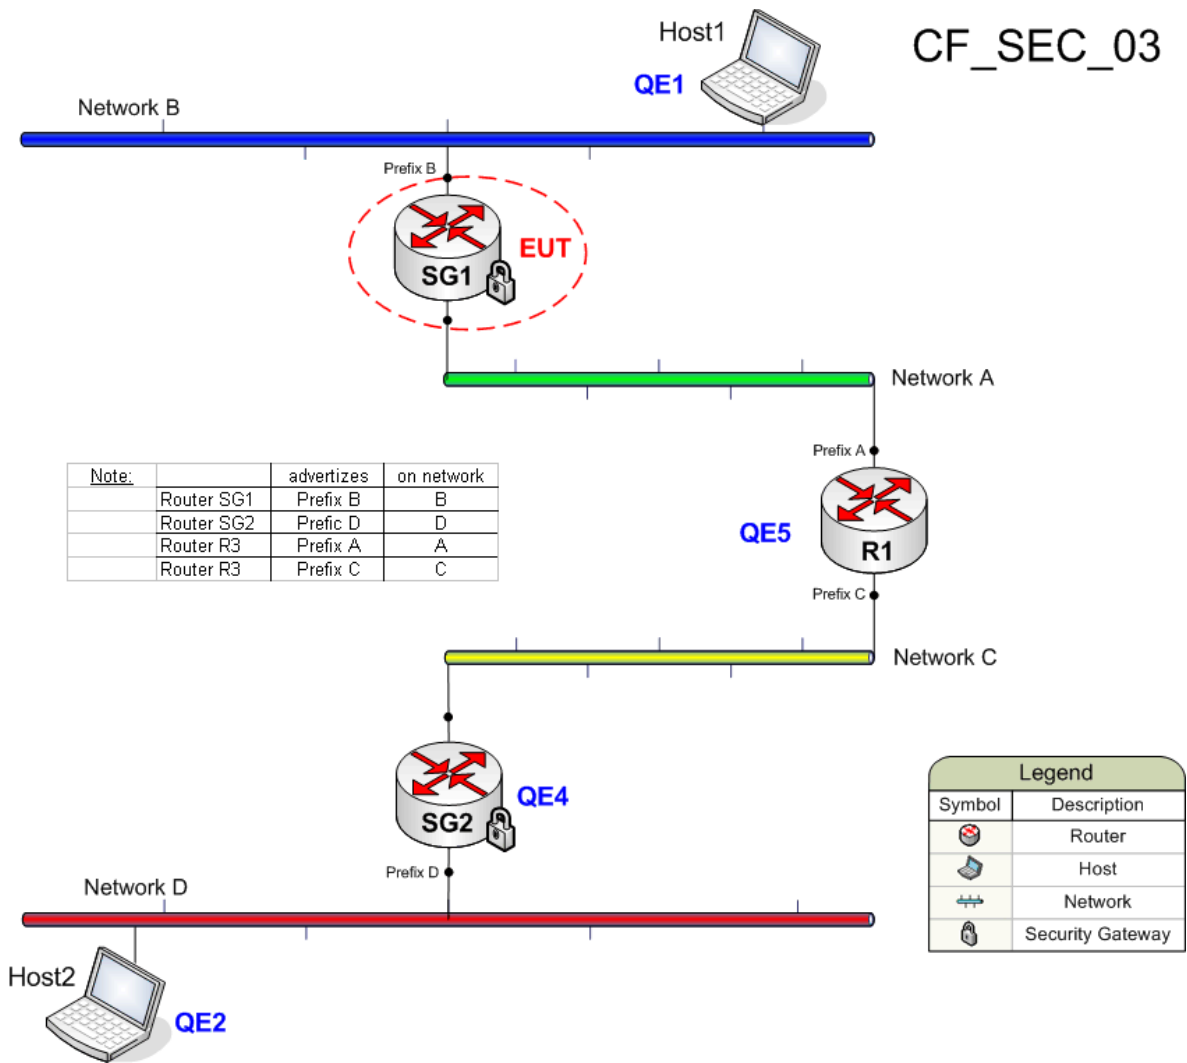 Host1
CF_SEC_03
QE1
Network B
Prefix B
EUT
SG1
Network A
Prefix A
Note: advertizes on network
Router SG1 Prefix B B
Router SG2 Prefic D D
Router R3 Prefix A A
Router R3 Prefix C C
QE5
R1
Prefix C
Network C
QE4
SG2
Prefix D
Network D
Host2
QE2
Legend
Symbol Description
Router
Host
Network
Security Gateway